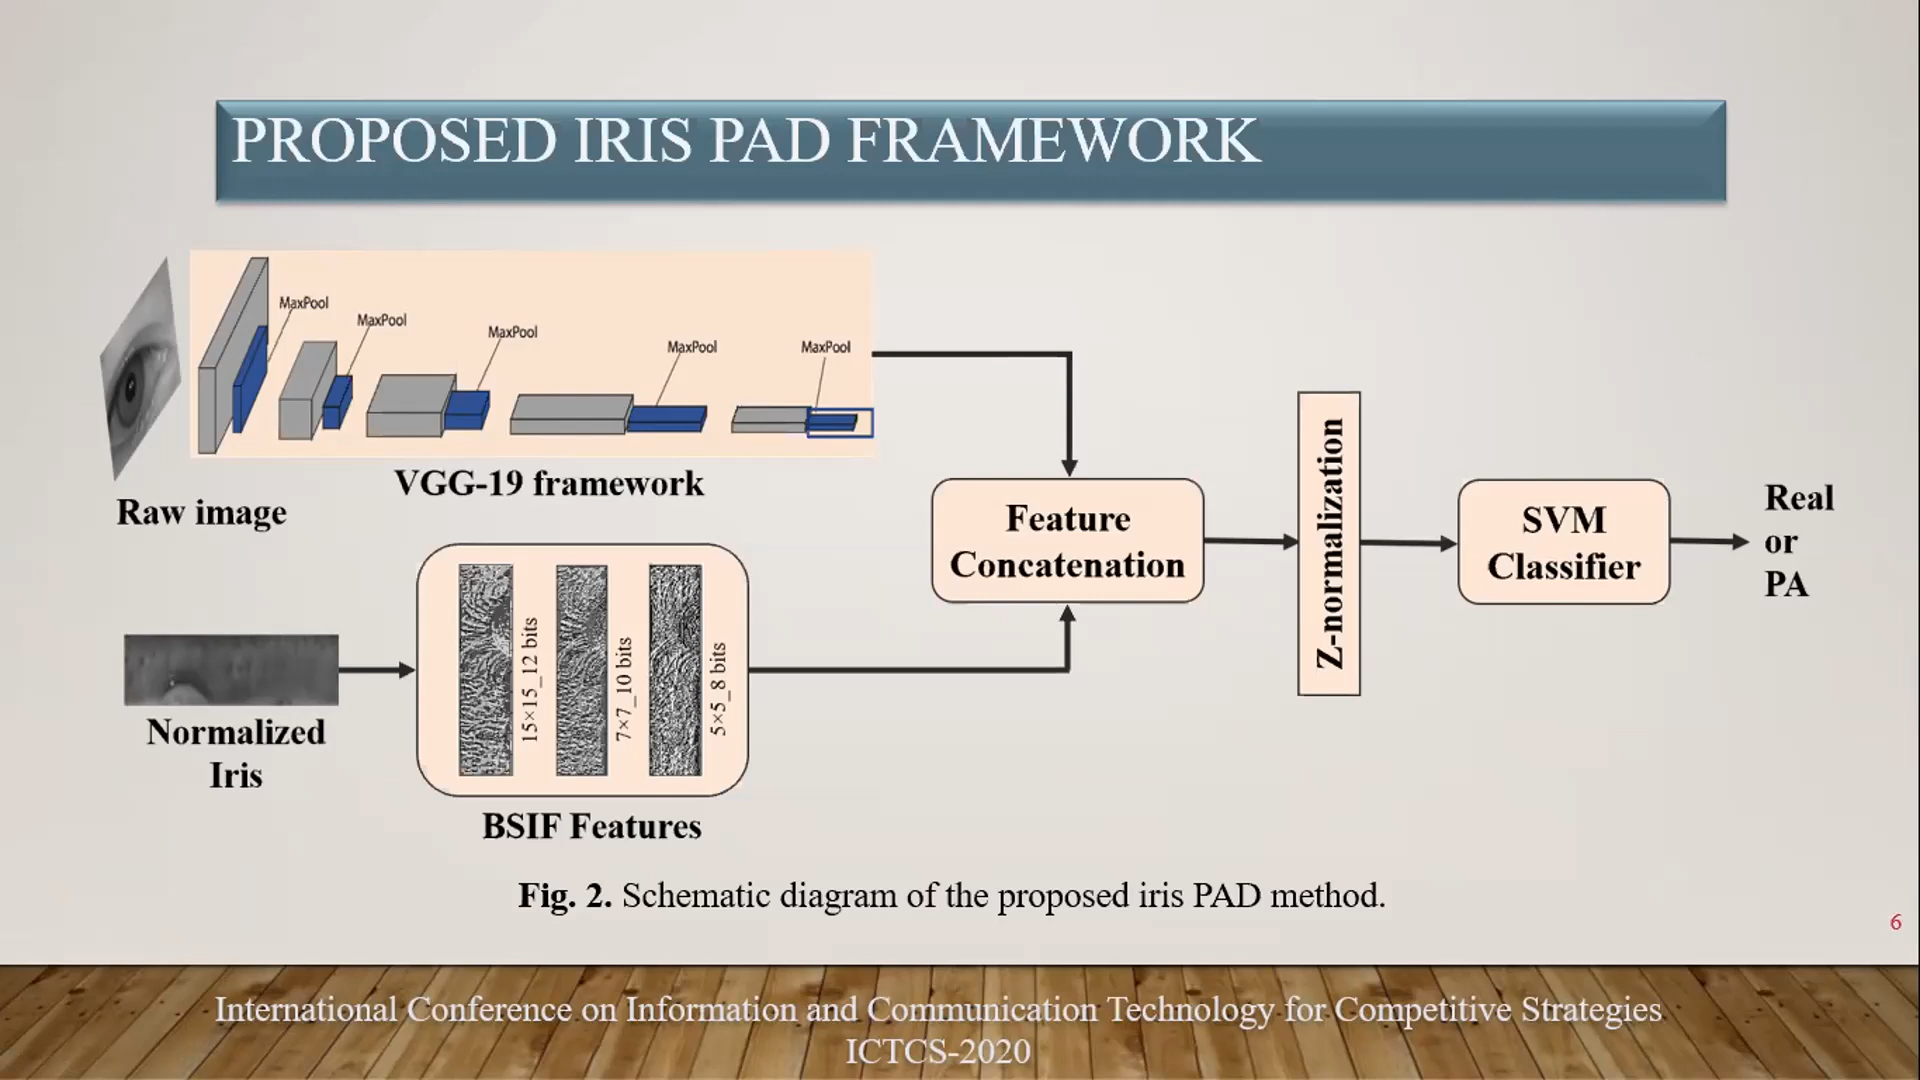 PROPOSED IRIS PAD FRAMEWORK
MaxPool
MaxPool
MaxPool
MaxPool
MaxPool
VGG-19 framework
Raw image
Feature
Concatenation
Z-normalization
SVM
Classifier
Real
or
PA
15×15_12 bits
7×7_10 bits
5×5_8 bits
Normalized
Iris
BSIF Features
Fig. 2. Schematic diagram of the proposed iris PAD method.
6
International Conference on Information and Communication Technology for Competitive Strategies
ICTCS-2020